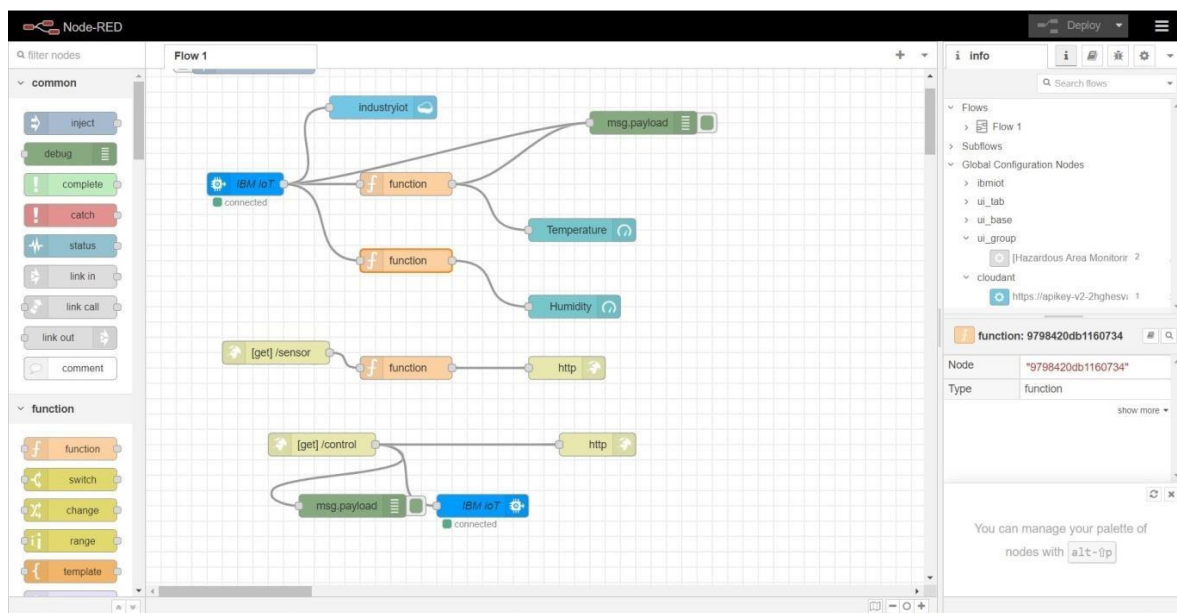 Node-RED
Deploy
filter nodes
common
inject
debug
complete
catch
status
link in
link call
link out
comment
function
function
switch
change
range
template
Flow 1
industryiot
msg.payload
IBM IoT
connected
function
Temperature
function
Humidity
[get] /sensor
function
http
[get] /control
http
msg.payload
IBM IoT
connected
i info
i
Search flows
Flows
Flow 1
Subflows
Global Configuration Nodes
ibmiot
ui_tab
ui_base
ui_group
[Hazardous Area Monitorir 2
cloudant
https://apikey-v2-2hghesv 1
function: 9798420db1160734
Node "9798420db1160734"
Type function
show more
You can manage your palette of
nodes with alt-⇧p